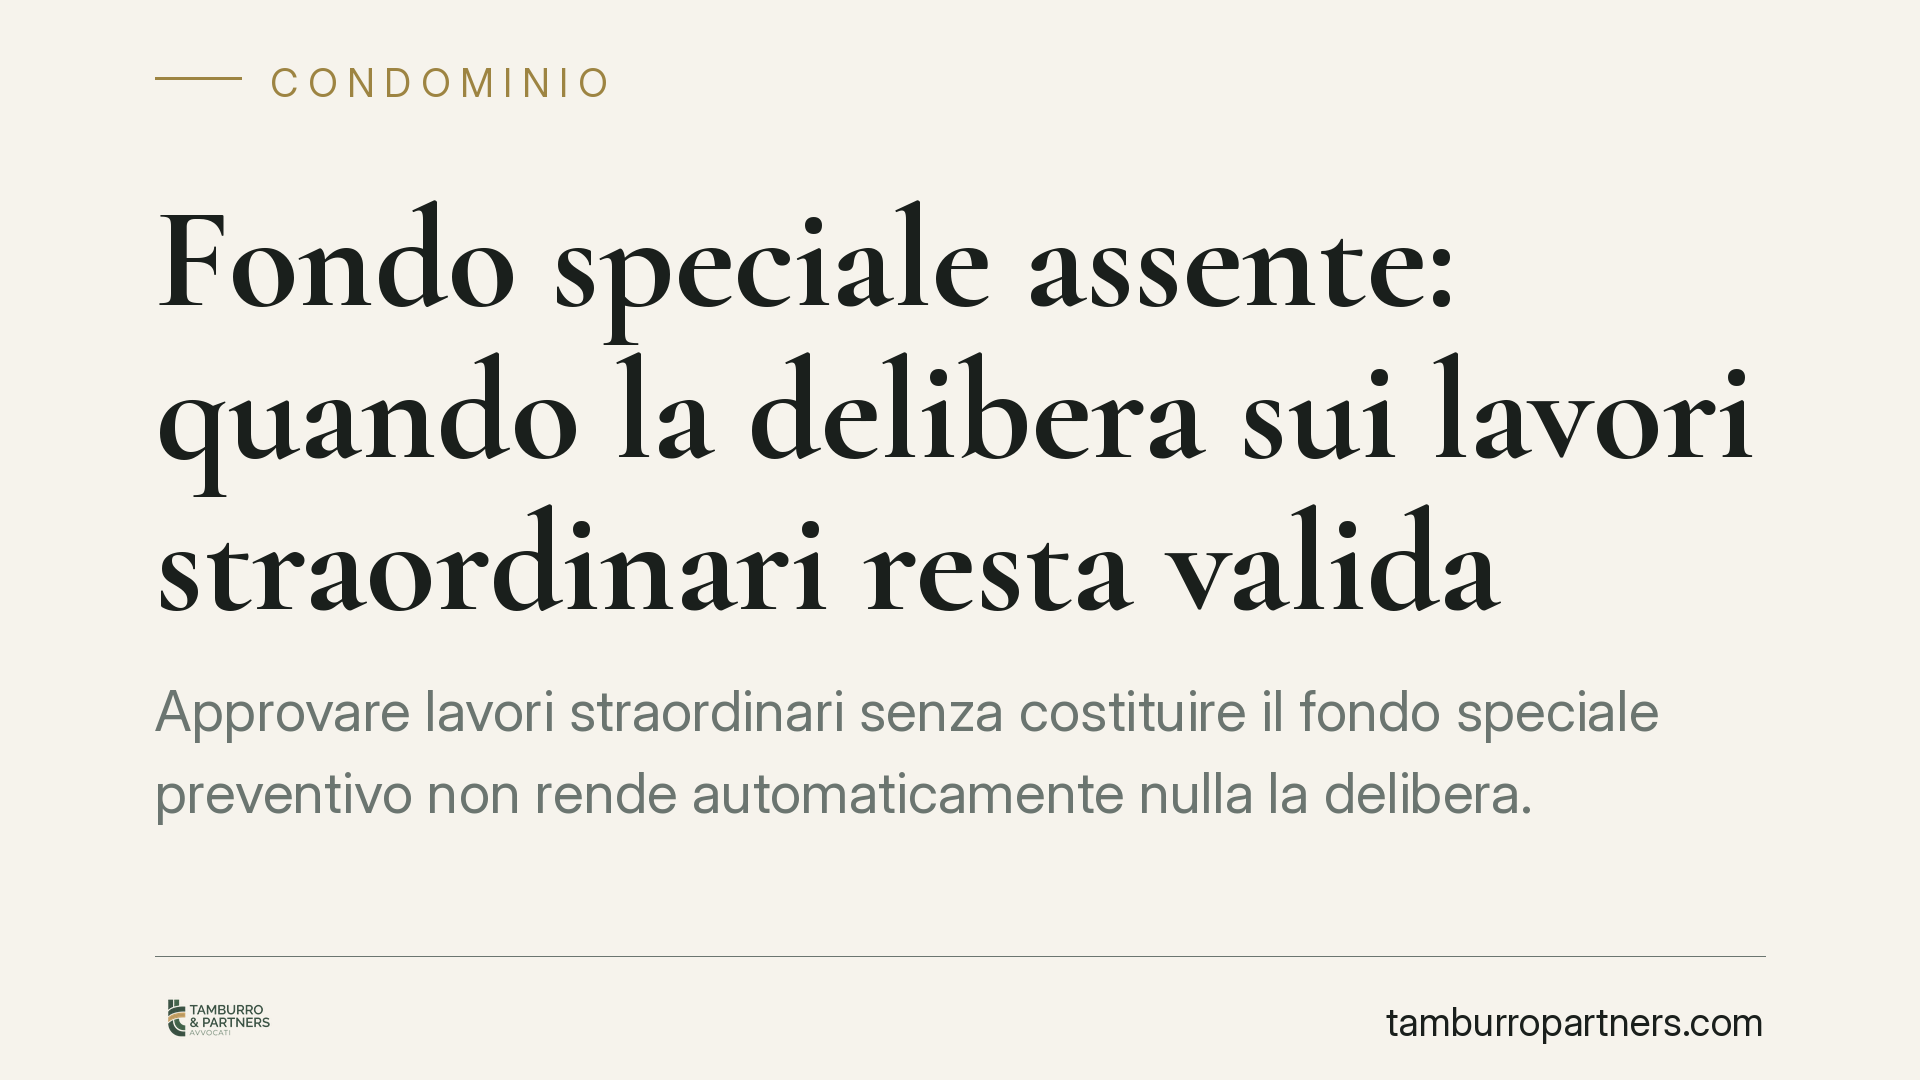 CONDOMINIO
Fondo speciale assente:
quando la delibera sui lavori
straordinari resta valida
Approvare lavori straordinari senza costituire il fondo speciale
preventivo non rende automaticamente nulla la delibera.
TAMBURRO
& PARTNERS
AVVOCATI
tamburropartners.com